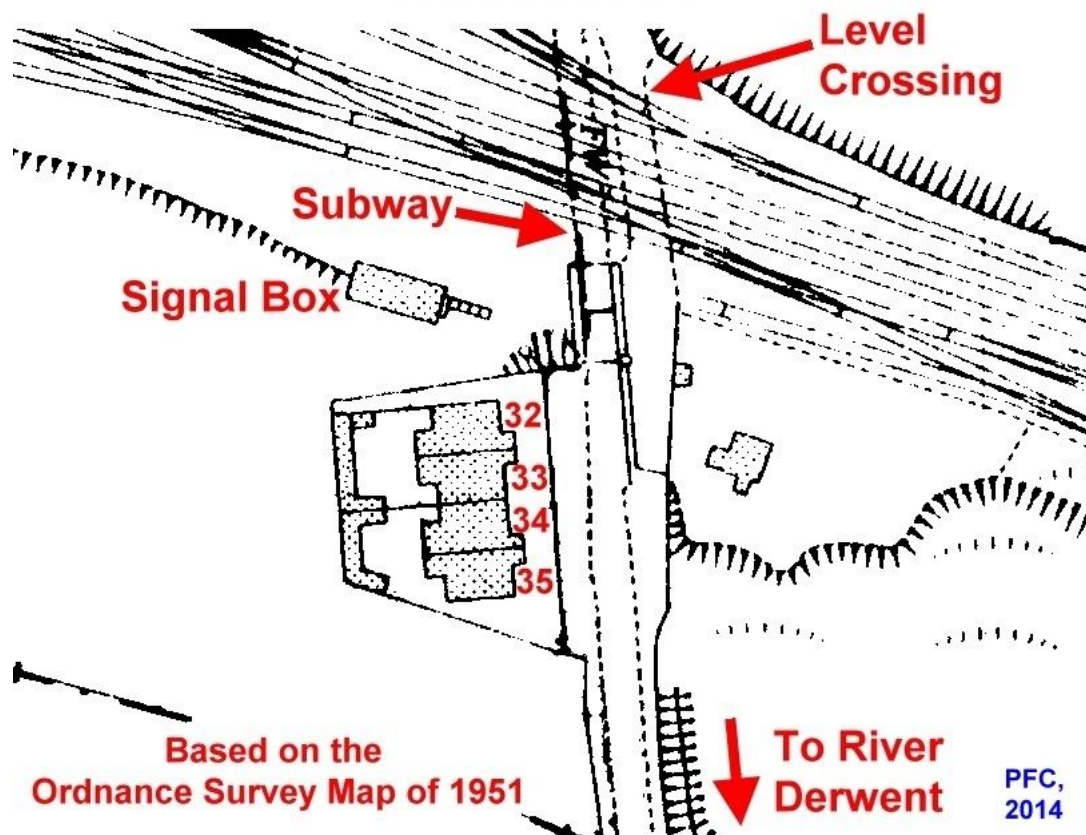 Level
Crossing
Subway
Signal Box
32
33
34
35
Based on the
Ordnance Survey Map of 1951
To River
Derwent
PFC,
2014